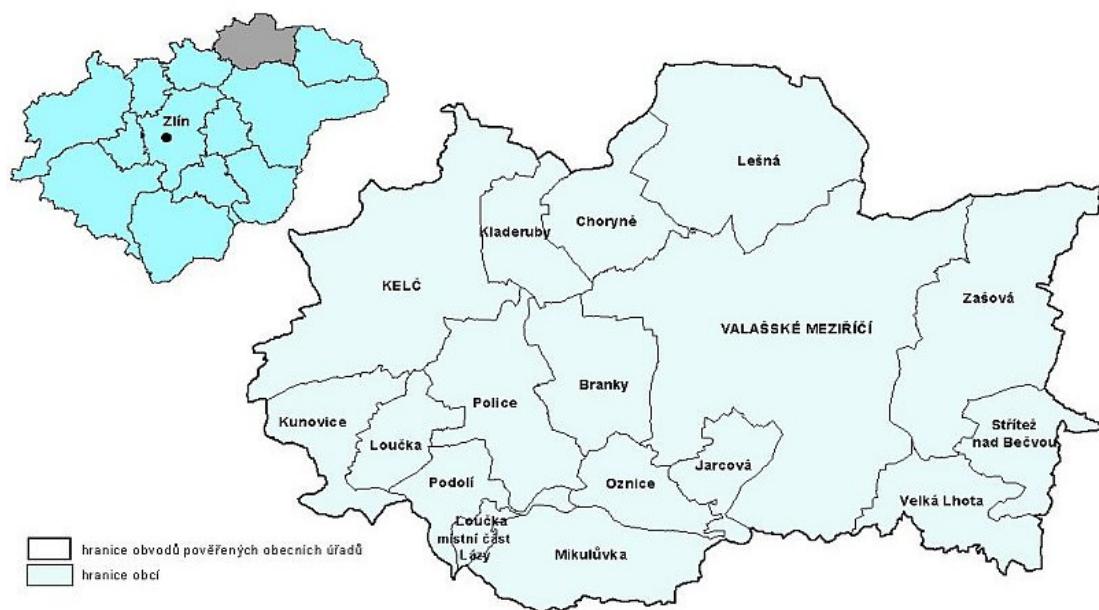 Zlín
Lešná
Choryně
Kladeruby
KELČ
Zašová
VALAŠSKÉ MEZIŘÍČÍ
Branky
Police
Kunovice
Loučka
Střítež
nad Bečvou
Jarcová
Podolí
Oznice
Velká Lhota
Loučka
místní část
Lázy
Mikulůvka
hranice obvodů pověřených obecních úřadů
hranice obcí